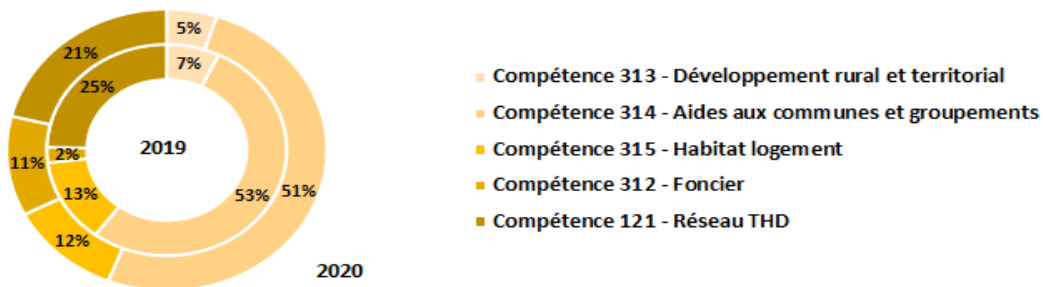 5%
21%
7%
25%
2019
2%
11%
13%
53%
51%
12%
2020
Compétence 313 - Développement rural et territorial
Compétence 314 - Aides aux communes et groupements
Compétence 315 - Habitat logement
Compétence 312 - Foncier
Compétence 121 - Réseau THD